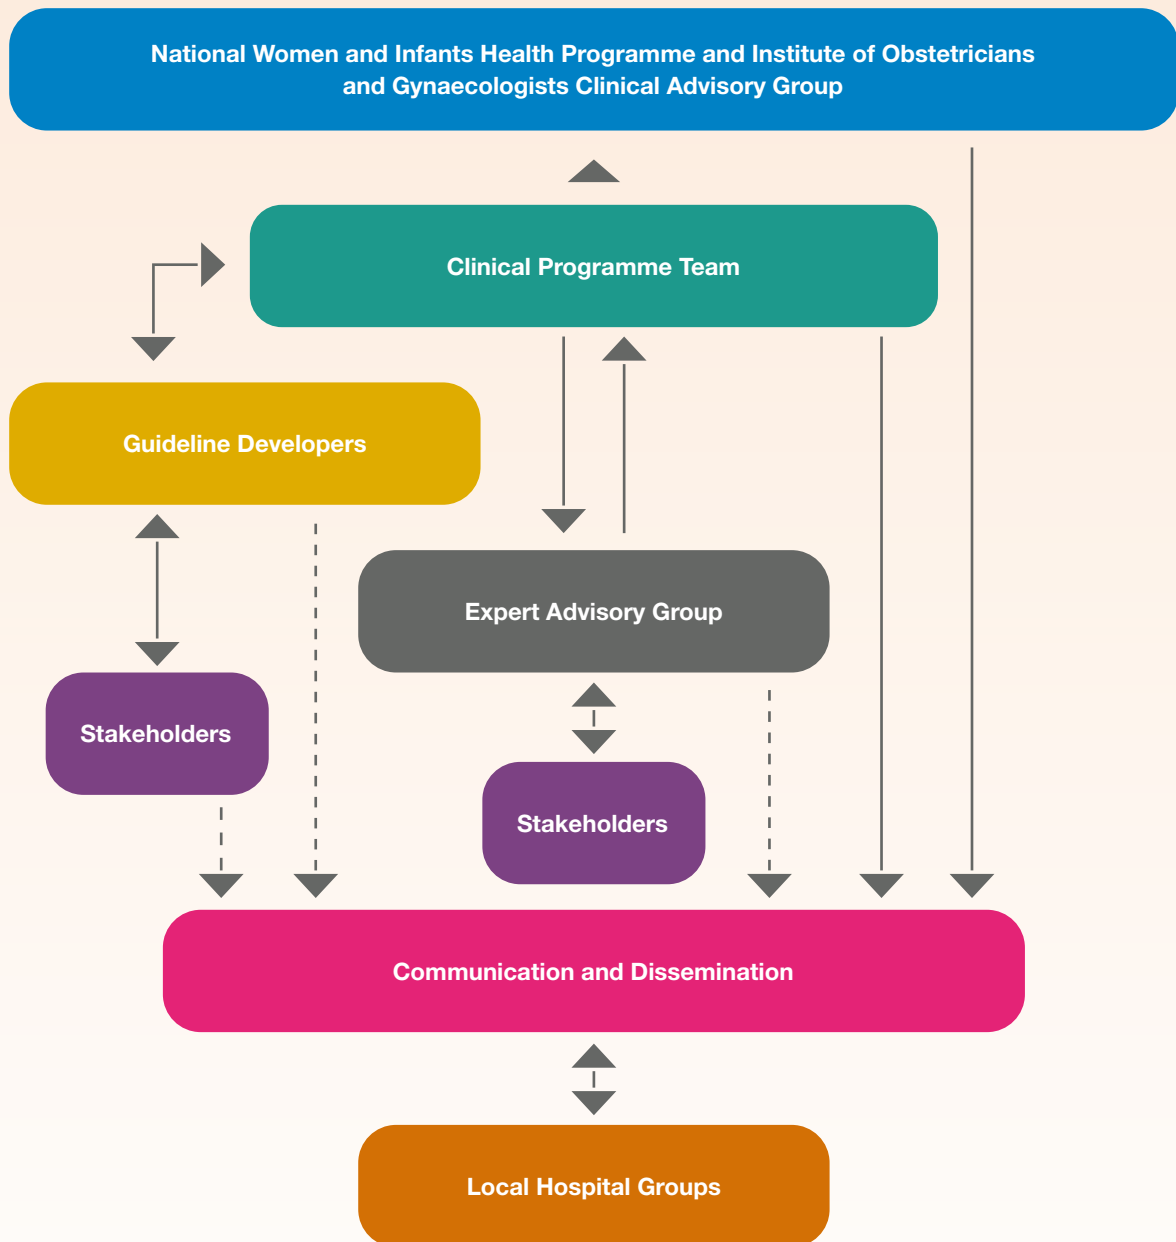 National Women and Infants Health Programme and Institute of Obstetricians
and Gynaecologists Clinical Advisory Group
Clinical Programme Team
Guideline Developers
Expert Advisory Group
Stakeholders
Stakeholders
Communication and Dissemination
Local Hospital Groups